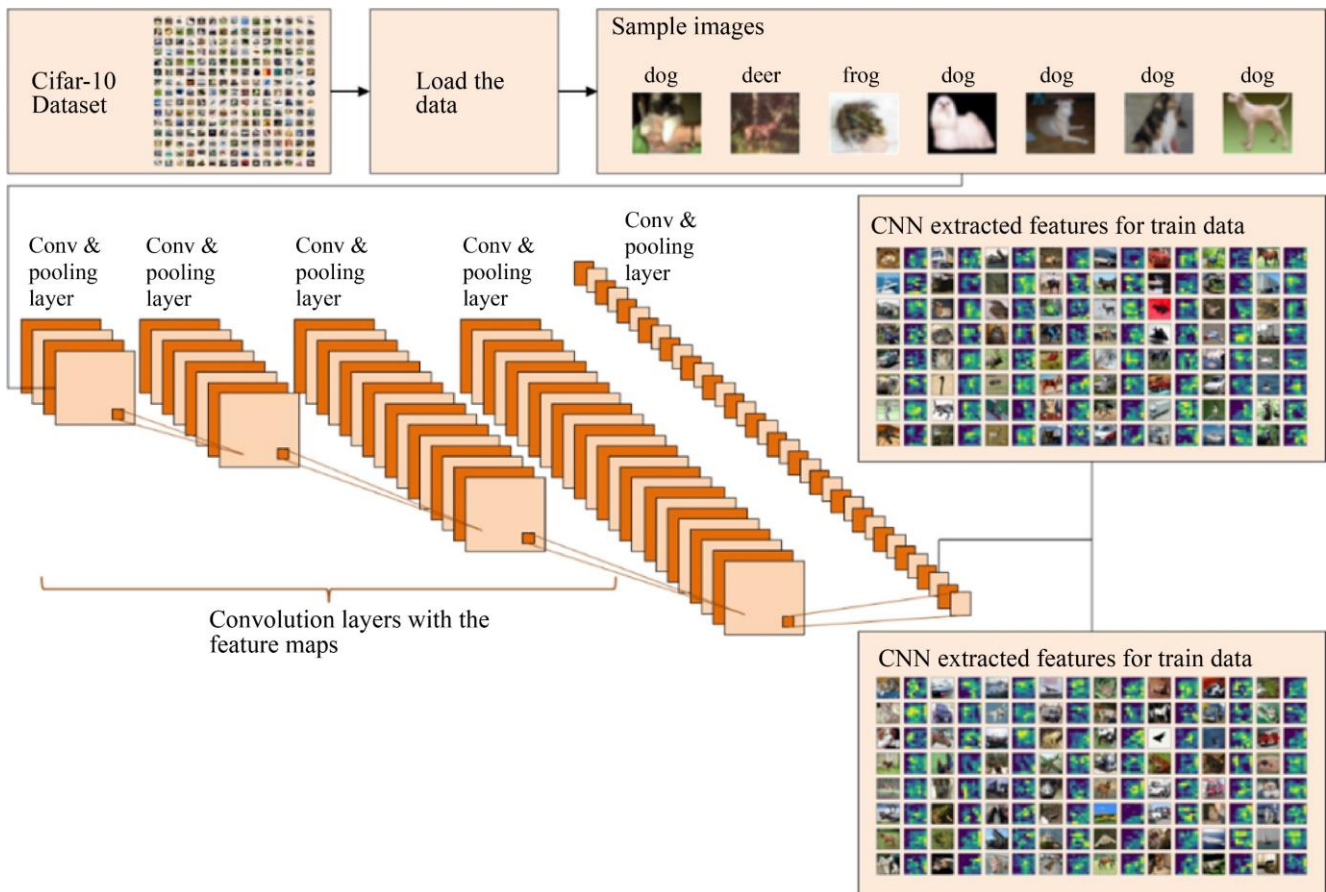 Cifar-10
Dataset
Load the
data
Sample images
dog
deer
frog
dog
dog
dog
dog
Conv &
pooling
layer
Conv &
pooling
layer
Conv &
pooling
layer
Conv &
pooling
layer
Conv &
pooling
layer
CNN extracted features for train data
Convolution layers with the
feature maps
CNN extracted features for train data